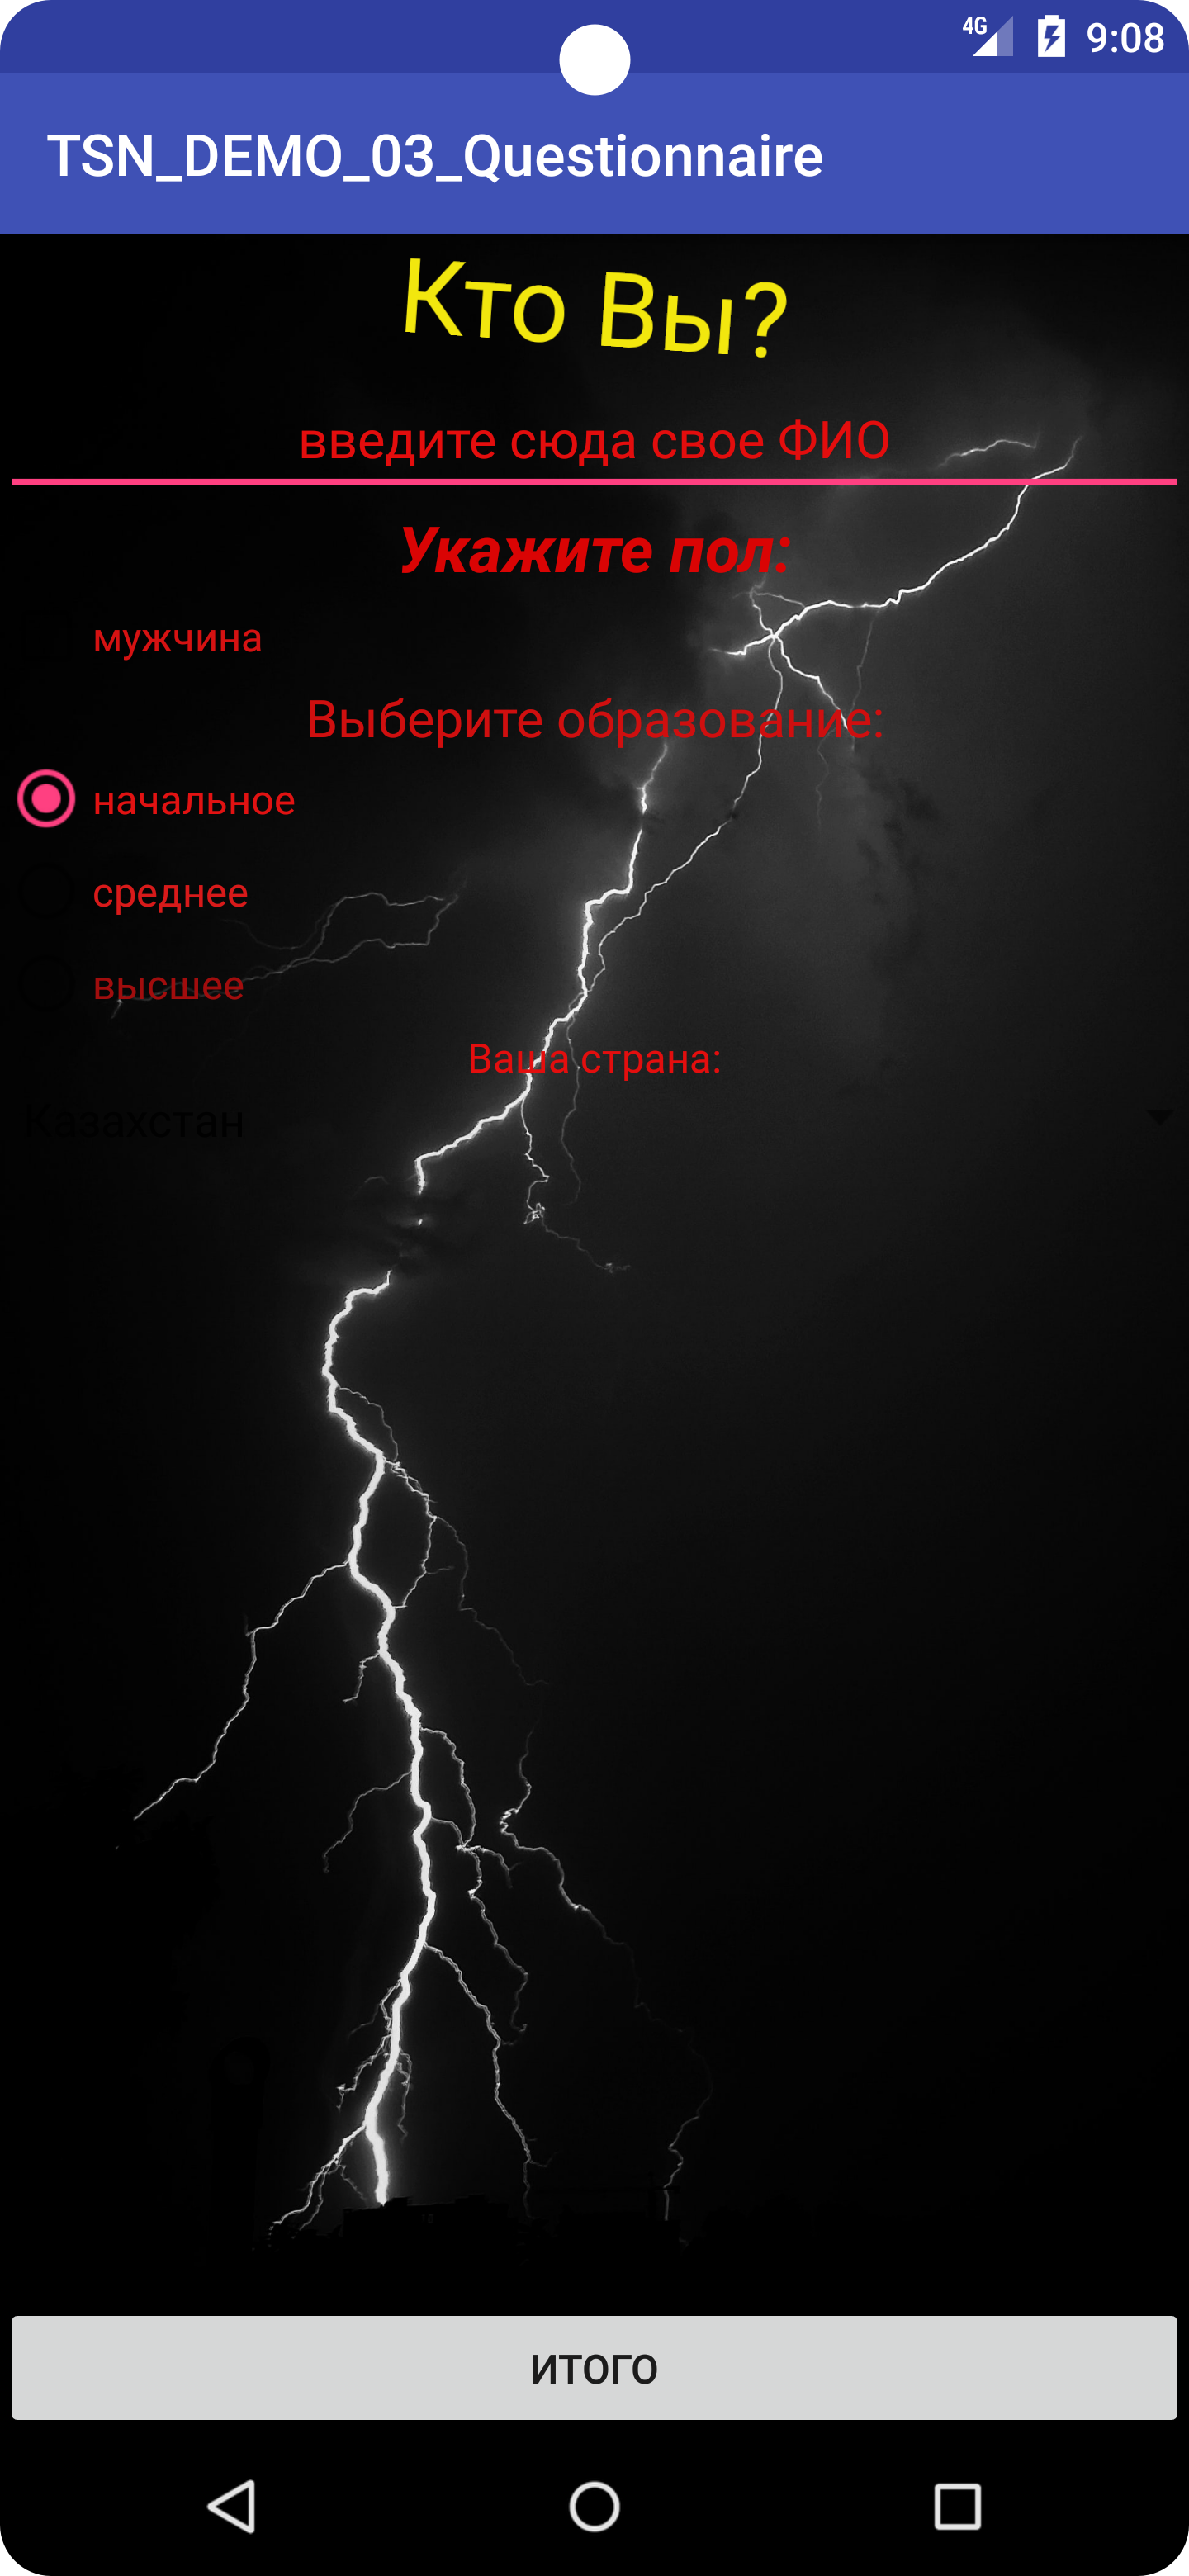 4G 9:08
TSN_DEMO_03_Questionnaire
Кто Вы?
введите сюда свое ФИО
Укажите пол:
мужчина
Выберите образование:
начальное
среднее
высшее
Ваша страна:
Казахстан
ИТОГО